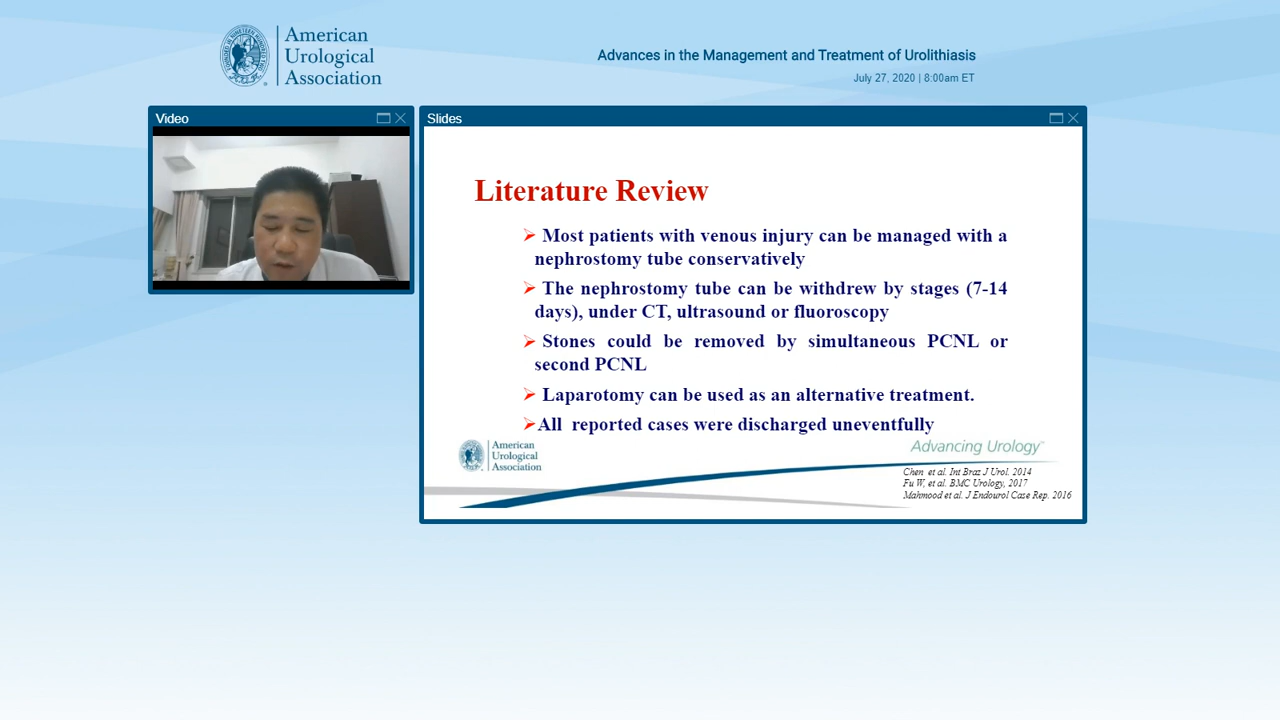 American
Urological
Association
Advances in the Management and Treatment of Urolithiasis
July 27, 2020 | 8:00am ET
Video
Slides
Literature Review
Most patients with venous injury can be managed with a
nephrostomy tube conservatively
The nephrostomy tube can be withdrew by stages (7-14
days), under CT, ultrasound or fluoroscopy
Stones could be removed by simultaneous PCNL or
second PCNL
Laparotomy can be used as an alternative treatment.
All reported cases were discharged uneventfully
American
Urological
Association
Advancing Urology™
Chen et al. Int Braz J Urol. 2014
Fu W, et al. BMC Urology, 2017
Mahmood et al. J Endourol Case Rep. 2016